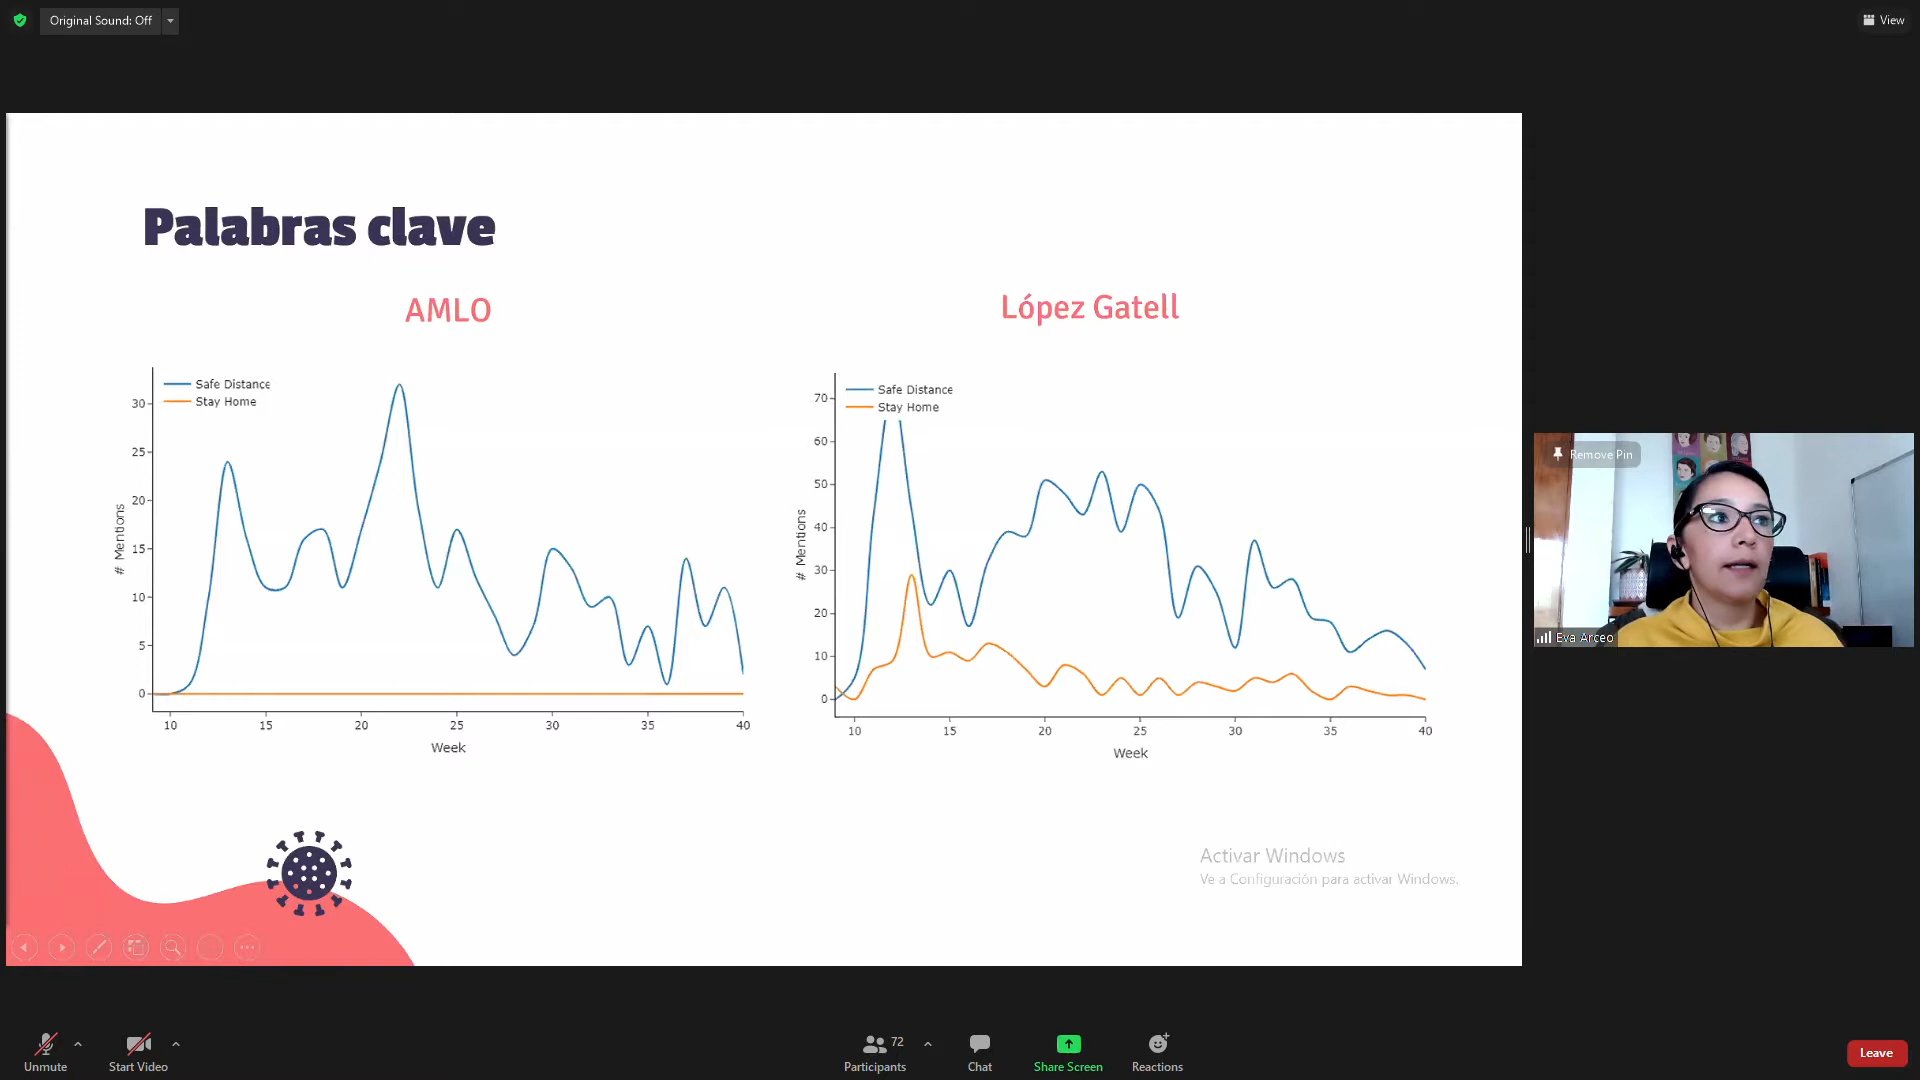 Original Sound: Off
View
Palabras clave
AMLO
López Gatell
Safe Distance
Stay Home
30
25
20
15
10
5
0
# Mentions
10 15 20 25 30 35 40
Week
Safe Distance
Stay Home
70
60
50
40
30
20
10
0
# Mentions
10 15 20 25 30 35 40
Week
Remove Pin
Eva Arceo
Activar Windows
Ve a Configuración para activar Windows.
Unmute
Start Video
72
Participants
Chat
Share Screen
Reactions
Leave